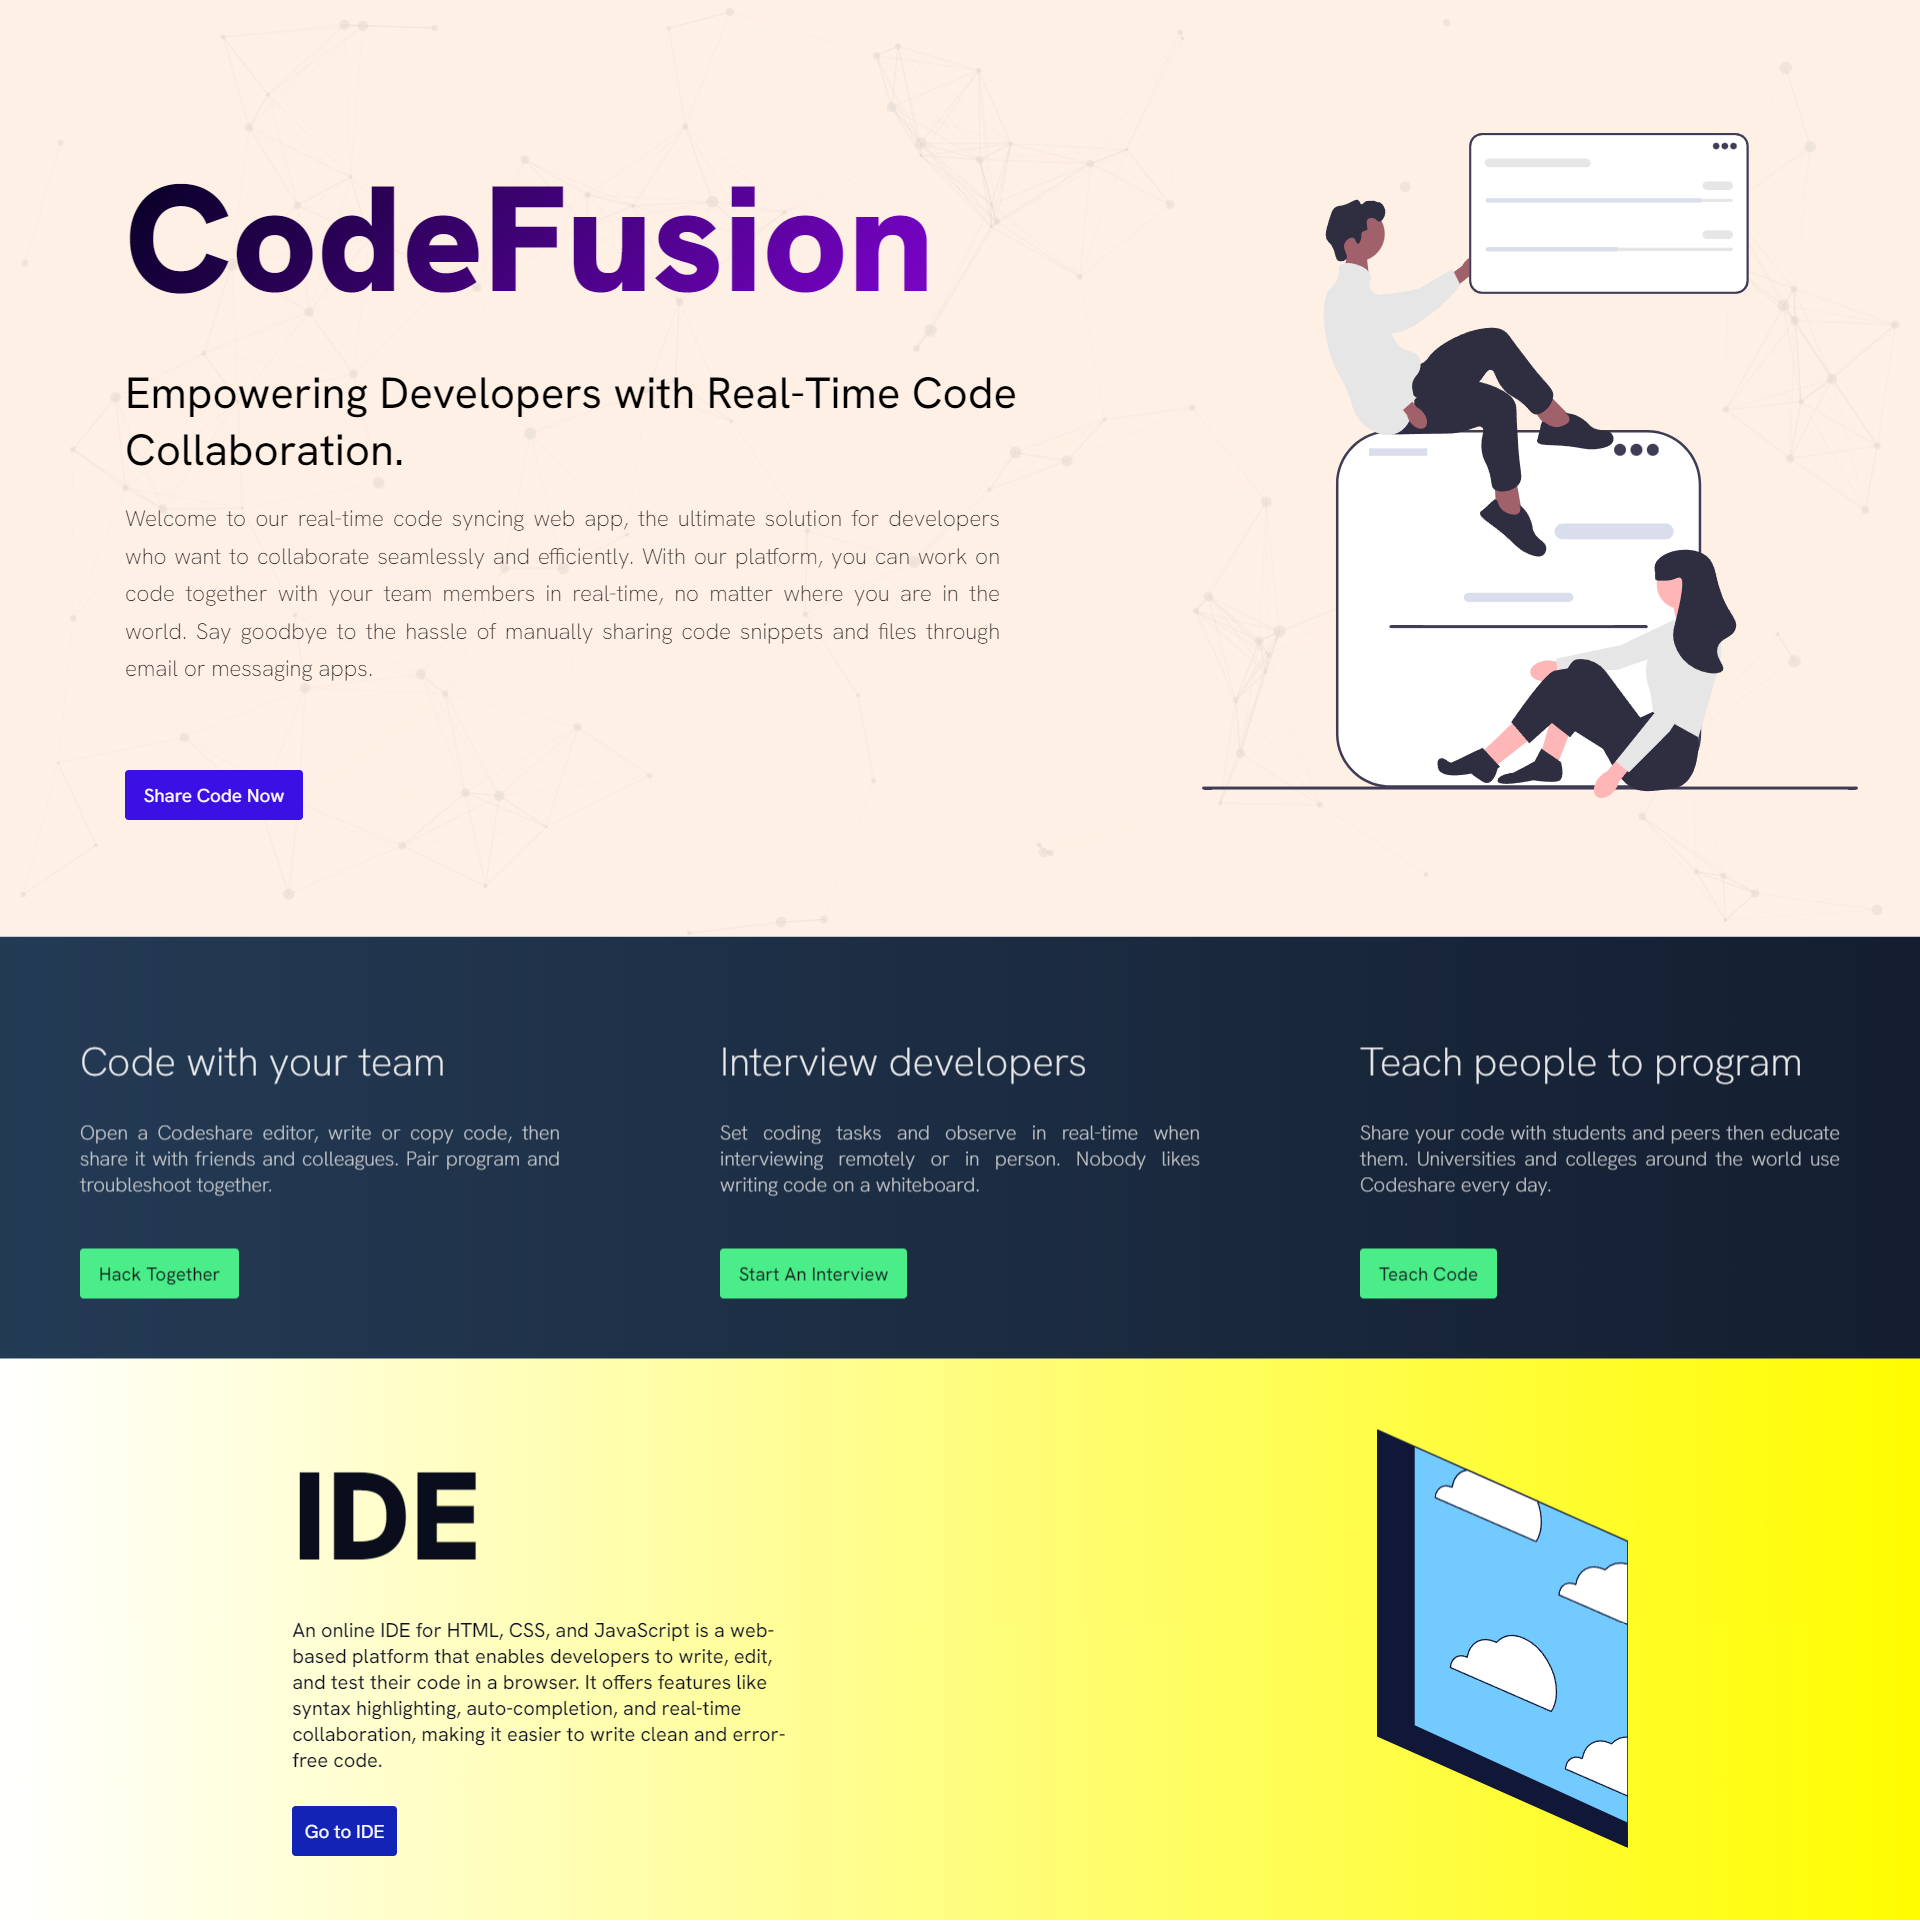 CodeFusion
Empowering Developers with Real-Time Code
Collaboration.
Welcome to our real-time code syncing web app, the ultimate solution for developers
who want to collaborate seamlessly and efficiently. With our platform, you can work on
code together with your team members in real-time, no matter where you are in the
world. Say goodbye to the hassle of manually sharing code snippets and files through
email or messaging apps.
Share Code Now
Code with your team
Open a Codeshare editor, write or copy code, then
share it with friends and colleagues. Pair program and
troubleshoot together.
Hack Together
Interview developers
Set coding tasks and observe in real-time when
interviewing remotely or in person. Nobody likes
writing code on a whiteboard.
Start An Interview
Teach people to program
Share your code with students and peers then educate
them. Universities and colleges around the world use
Codeshare every day.
Teach Code
IDE
An online IDE for HTML, CSS, and JavaScript is a web-
based platform that enables developers to write, edit,
and test their code in a browser. It offers features like
syntax highlighting, auto-completion, and real-time
collaboration, making it easier to write clean and error-
free code.
Go to IDE